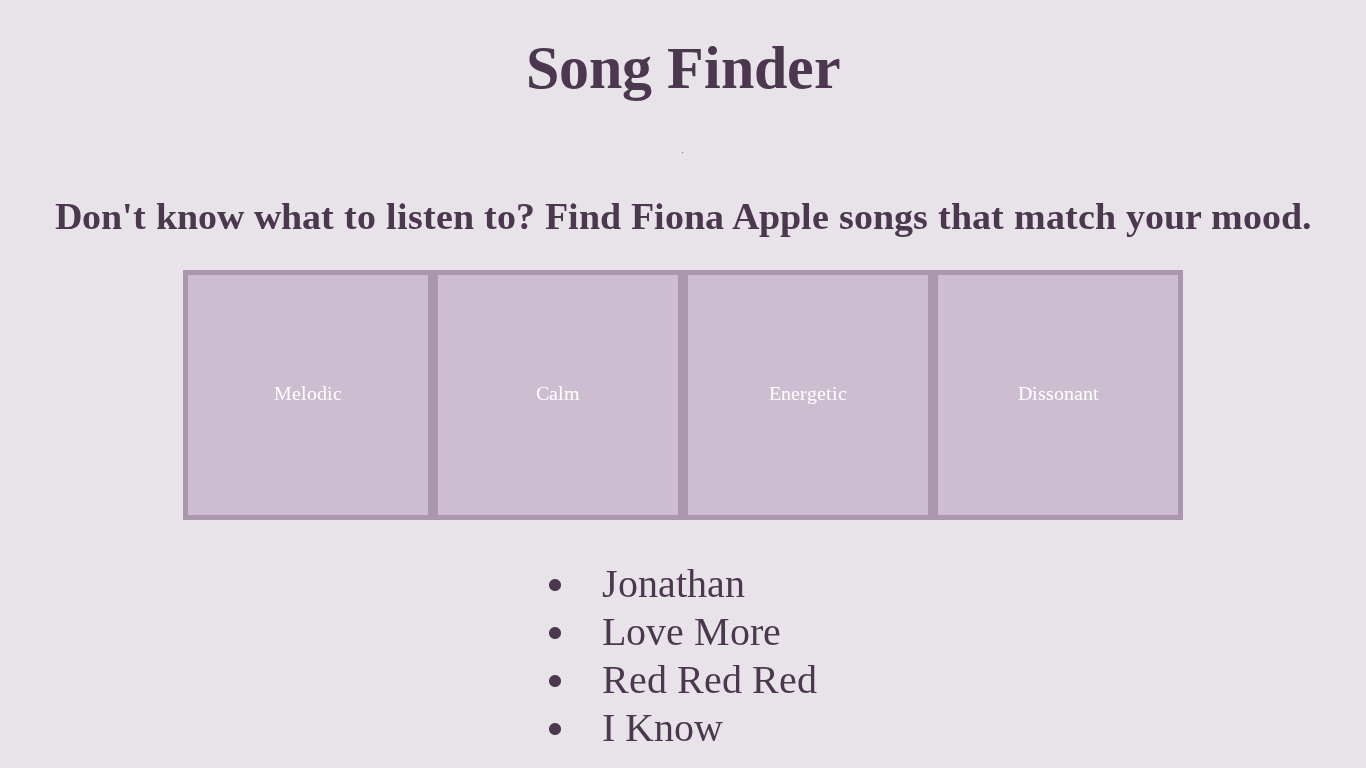 Song Finder
Don't know what to listen to? Find Fiona Apple songs that match your mood.
Melodic
Calm
Energetic
Dissonant
Jonathan
Love More
Red Red Red
I Know